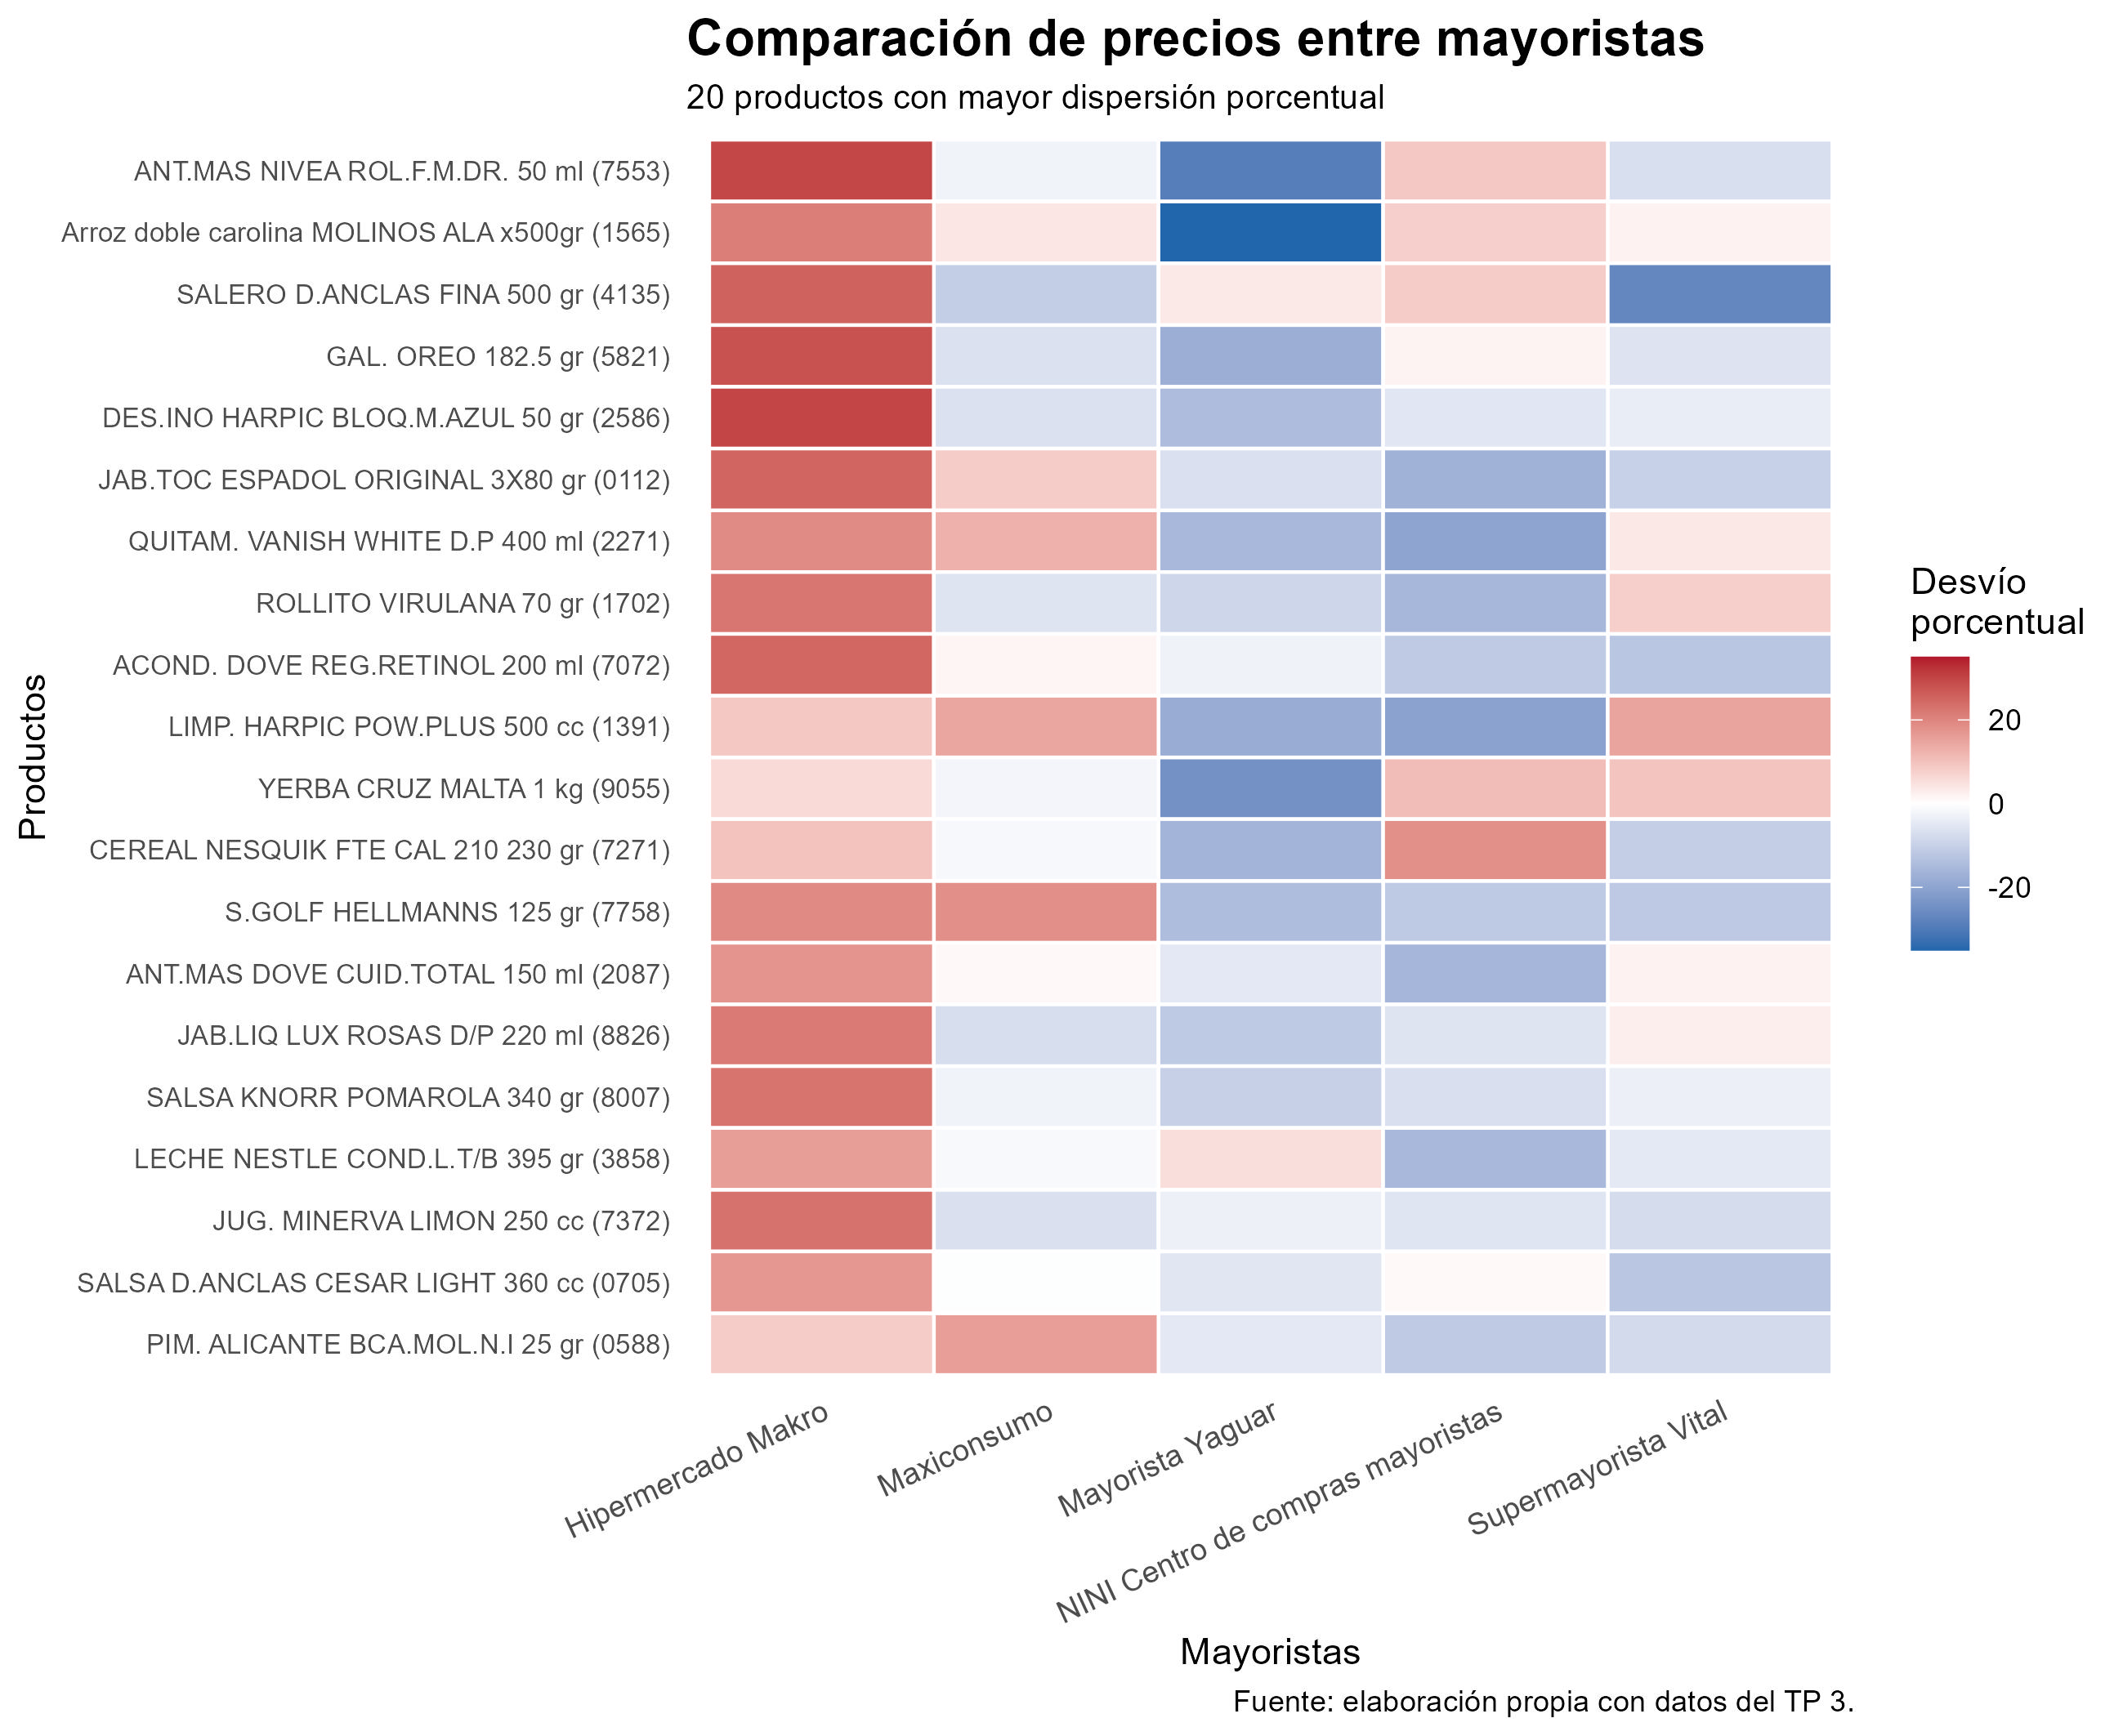 Comparación de precios entre mayoristas
20 productos con mayor dispersión porcentual
Productos
ANT.MAS NIVEA ROL.F.M.DR. 50 ml (7553)
Arroz doble carolina MOLINOS ALA x500gr (1565)
SALERO D.ANCLAS FINA 500 gr (4135)
GAL. OREO 182.5 gr (5821)
DES.INO HARPIC BLOQ.M.AZUL 50 gr (2586)
JAB.TOC ESPADOL ORIGINAL 3X80 gr (0112)
QUITAM. VANISH WHITE D.P 400 ml (2271)
ROLLITO VIRULANA 70 gr (1702)
ACOND. DOVE REG.RETINOL 200 ml (7072)
LIMP. HARPIC POW.PLUS 500 cc (1391)
YERBA CRUZ MALTA 1 kg (9055)
CEREAL NESQUIK FTE CAL 210 230 gr (7271)
S.GOLF HELLMANNS 125 gr (7758)
ANT.MAS DOVE CUID.TOTAL 150 ml (2087)
JAB.LIQ LUX ROSAS D/P 220 ml (8826)
SALSA KNORR POMAROLA 340 gr (8007)
LECHE NESTLE COND.L.T/B 395 gr (3858)
JUG. MINERVA LIMON 250 cc (7372)
SALSA D.ANCLAS CESAR LIGHT 360 cc (0705)
PIM. ALICANTE BCA.MOL.N.I 25 gr (0588)
Hipermercado Makro
Maxiconsumo
Mayorista Yaguar
NINI Centro de compras mayoristas
Supermayorista Vital
Mayoristas
Desvío
porcentual
20
0
-20
Fuente: elaboración propia con datos del TP 3.